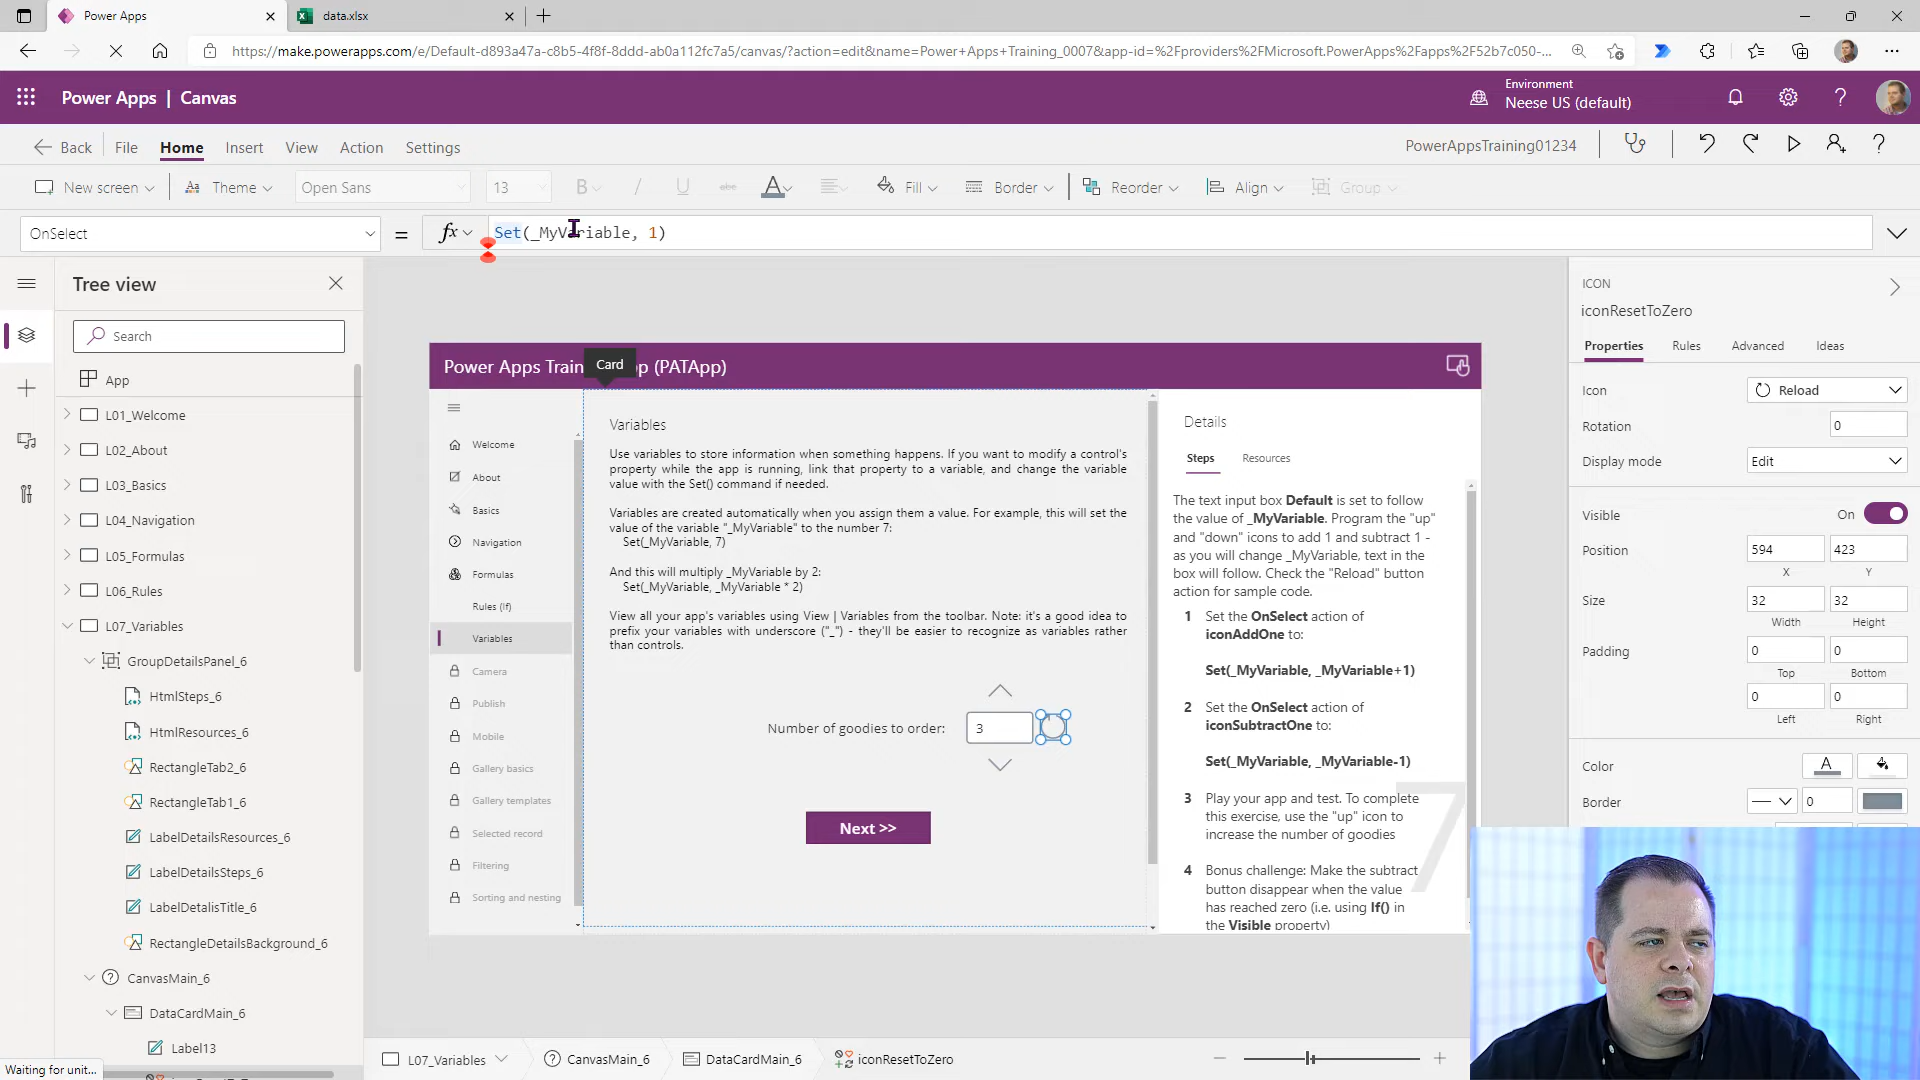 Power Apps
data.xlsx
https://make.powerapps.com/e/Default-d893a47a-c8b5-4f8f-8ddd-ab0a112fc7a5/canvas/?action=edit&name=Power+Apps+Training_0007&app-id=%2Fproviders%2FMicrosoft.PowerApps%2Fapps%2F52b7c050-...
Power Apps | Canvas
Environment
Neese US (default)
Back
File
Home
Insert
View
Action
Settings
PowerAppsTraining01234
New screen
Theme
Open Sans
13
B
abc
A
Fill
Border
Reorder
Align
Group
OnSelect
=
fx
Set(_MyVariable, 1)
Tree view
Search
App
L01_Welcome
L02_About
L03_Basics
L04_Navigation
L05_Formulas
L06_Rules
L07_Variables
GroupDetailsPanel_6
HtmlSteps_6
HtmlResources_6
RectangleTab2_6
RectangleTab1_6
LabelDetailsResources_6
LabelDetailsSteps_6
LabelDetalisTitle_6
RectangleDetailsBackground_6
CanvasMain_6
DataCardMain_6
Label13
Waiting for unit...
Card
Power Apps Train p (PATApp)
Welcome
About
Basics
Navigation
Formulas
Rules (If)
Variables
Camera
Publish
Mobile
Gallery basics
Gallery templates
Selected record
Filtering
Sorting and nesting
Variables
Use variables to store information when something happens. If you want to modify a control's
property while the app is running, link that property to a variable, and change the variable
value with the Set() command if needed.
Variables are created automatically when you assign them a value. For example, this will set the
value of the variable "_MyVariable" to the number 7:
Set(_MyVariable, 7)
And this will multiply _MyVariable by 2:
Set(_MyVariable, _MyVariable * 2)
View all your app's variables using View | Variables from the toolbar. Note: it's a good idea to
prefix your variables with underscore ("_") - they'll be easier to recognize as variables rather
than controls.
Number of goodies to order:
3
Next >>
Details
Steps
Resources
The text input box Default is set to follow
the value of _MyVariable. Program the "up"
and "down" icons to add 1 and subtract 1 -
as you will change _MyVariable, text in the
box will follow. Check the "Reload" button
action for sample code.
1 Set the OnSelect action of
iconAddOne to:
Set(_MyVariable, _MyVariable+1)
2 Set the OnSelect action of
iconSubtractOne to:
Set(_MyVariable, _MyVariable-1)
3 Play your app and test. To complete
this exercise, use the "up" icon to
increase the number of goodies
4 Bonus challenge: Make the subtract
button disappear when the value
has reached zero (i.e. using If() in
the Visible property)
7
ICON
iconResetToZero
Properties
Rules
Advanced
Ideas
Icon
Reload
Rotation
0
Display mode
Edit
Visible
On
Position
594
423
X
Y
Size
32
32
Width
Height
Padding
0
0
Top
Bottom
0
0
Left
Right
Color
A
Border
0
L07_Variables
CanvasMain_6
DataCardMain_6
iconResetToZero